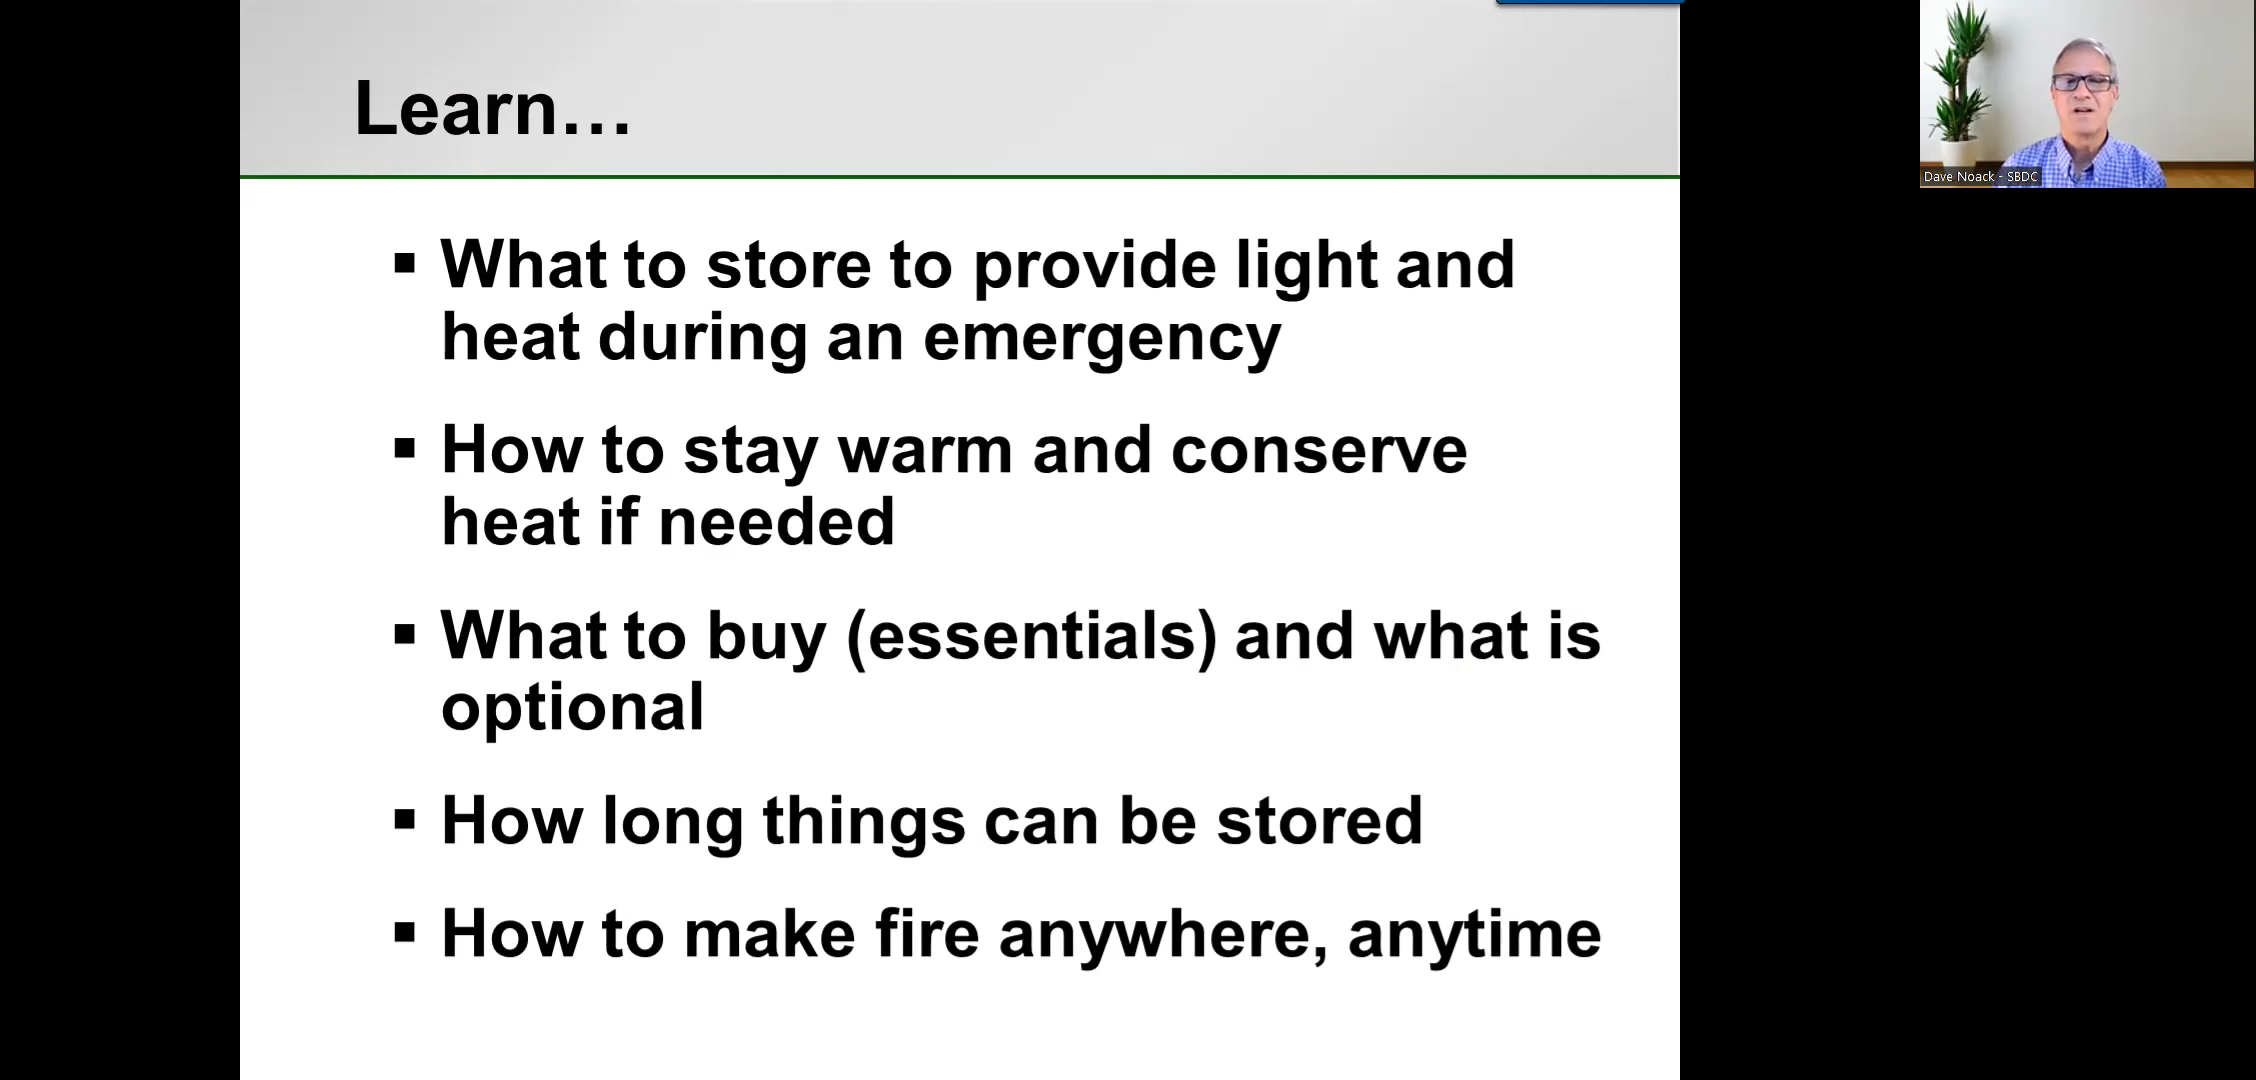 Learn…
▪ What to store to provide light and
heat during an emergency
▪ How to stay warm and conserve
heat if needed
▪ What to buy (essentials) and what is
optional
▪ How long things can be stored
▪ How to make fire anywhere, anytime
Dave Noack - SBDC